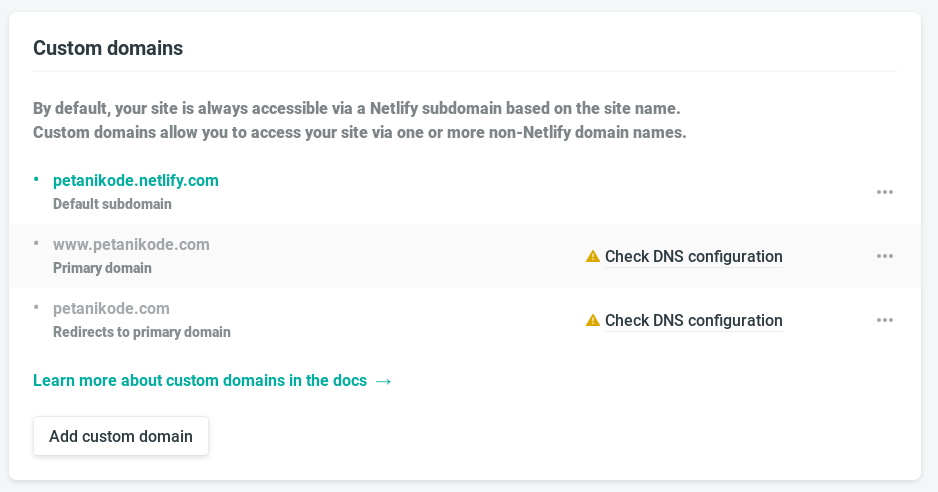 Custom domains
By default, your site is always accessible via a Netlify subdomain based on the site name.
Custom domains allow you to access your site via one or more non-Netlify domain names.
• petanikode.netlify.com
Default subdomain
• www.petanikode.com
Primary domain
Check DNS configuration
• petanikode.com
Redirects to primary domain
Check DNS configuration
Learn more about custom domains in the docs →
Add custom domain